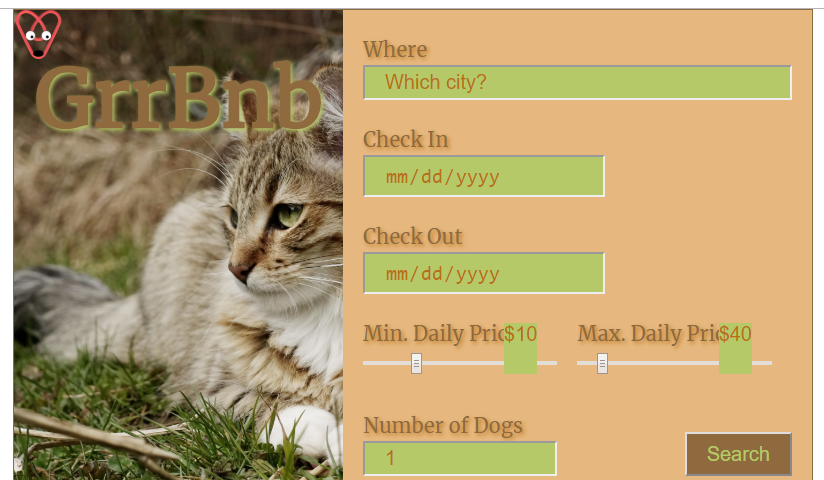 GrrBnb
Where
Which city?
Check In
mm/dd/yyyy
Check Out
mm/dd/yyyy
Min. Daily Pric $10
Max. Daily Pric $40
Number of Dogs
1
Search